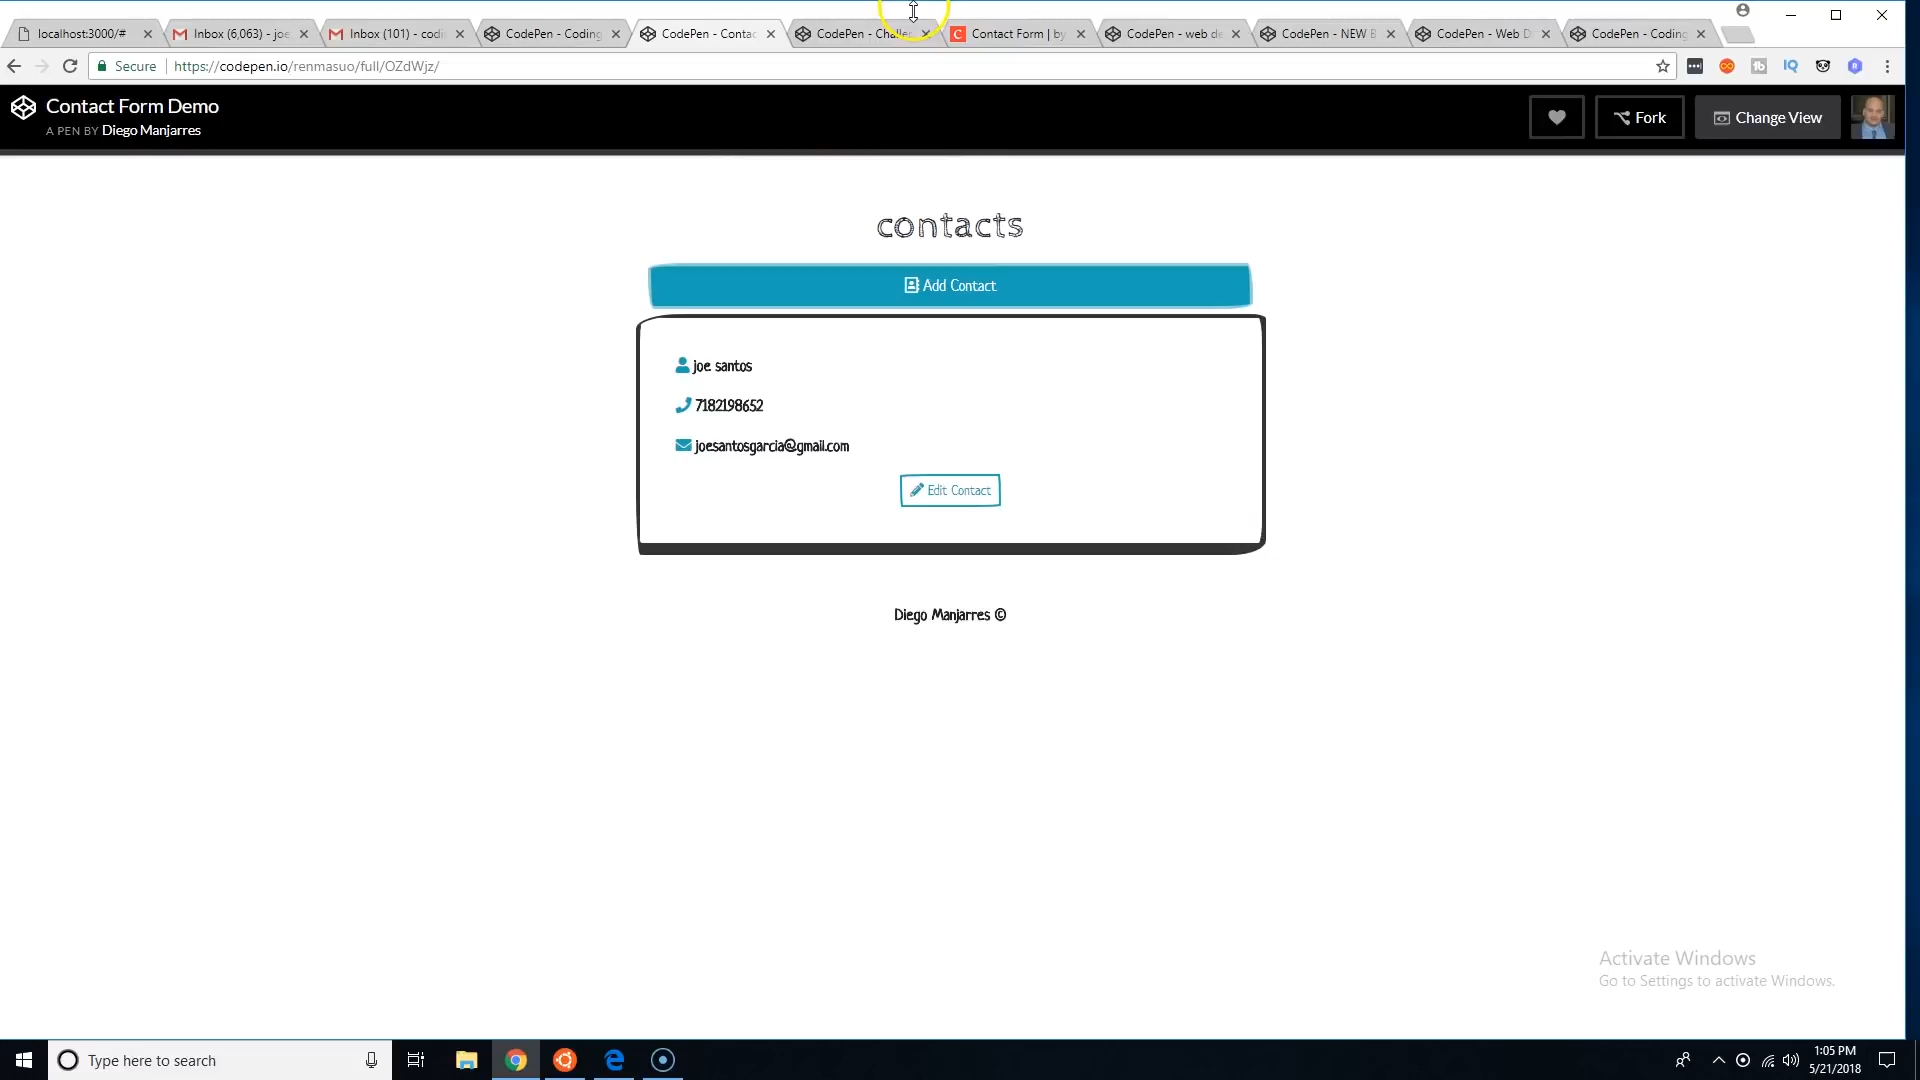 localhost:3000/#
Inbox (6,063) - joe
Inbox (101) - codi
CodePen - Coding
CodePen - Contac
CodePen - Challen
Contact Form | by
CodePen - web de
CodePen - NEW B
CodePen - Web D
CodePen - Coding
Secure
https://codepen.io/renmasuo/full/OZdWjz/
Contact Form Demo
A PEN BY Diego Manjarres
Fork
Change View
contacts
Add Contact
joe santos
7182198652
joesantosgarcia@gmail.com
Edit Contact
Diego Manjarres ©
Activate Windows
Go to Settings to activate Windows.
Type here to search
1:05 PM
5/21/2018